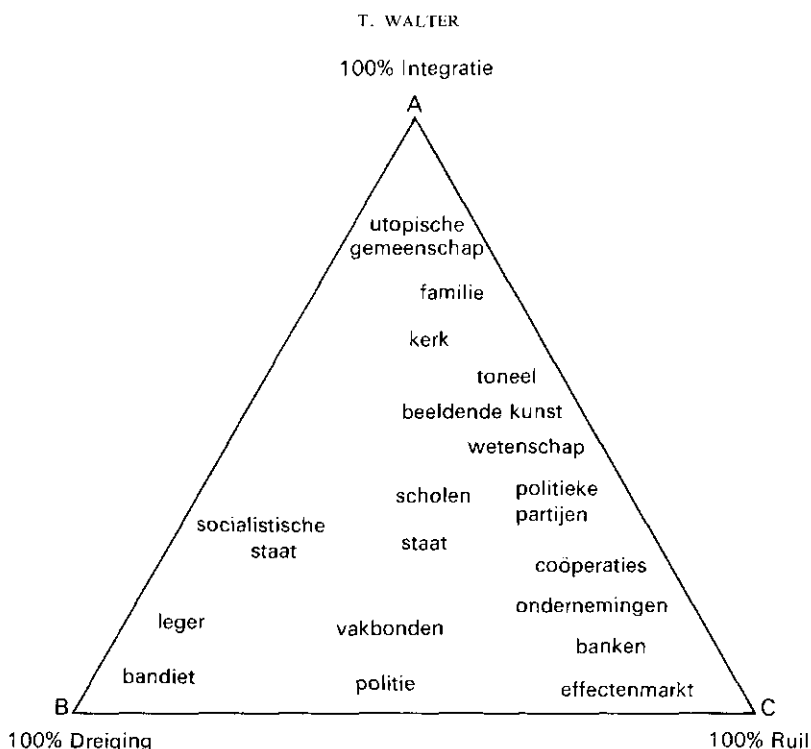 T. WALTER
100% Integratie
A
utopische
gemeenschap
familie
kerk
toneel
beeldende kunst
wetenschap
scholen
politieke
partijen
socialistische
staat
staat
coöperaties
ondernemingen
leger
vakbonden
banken
bandiet
politie
effectenmarkt
B
C
100% Dreiging
100% Ruil